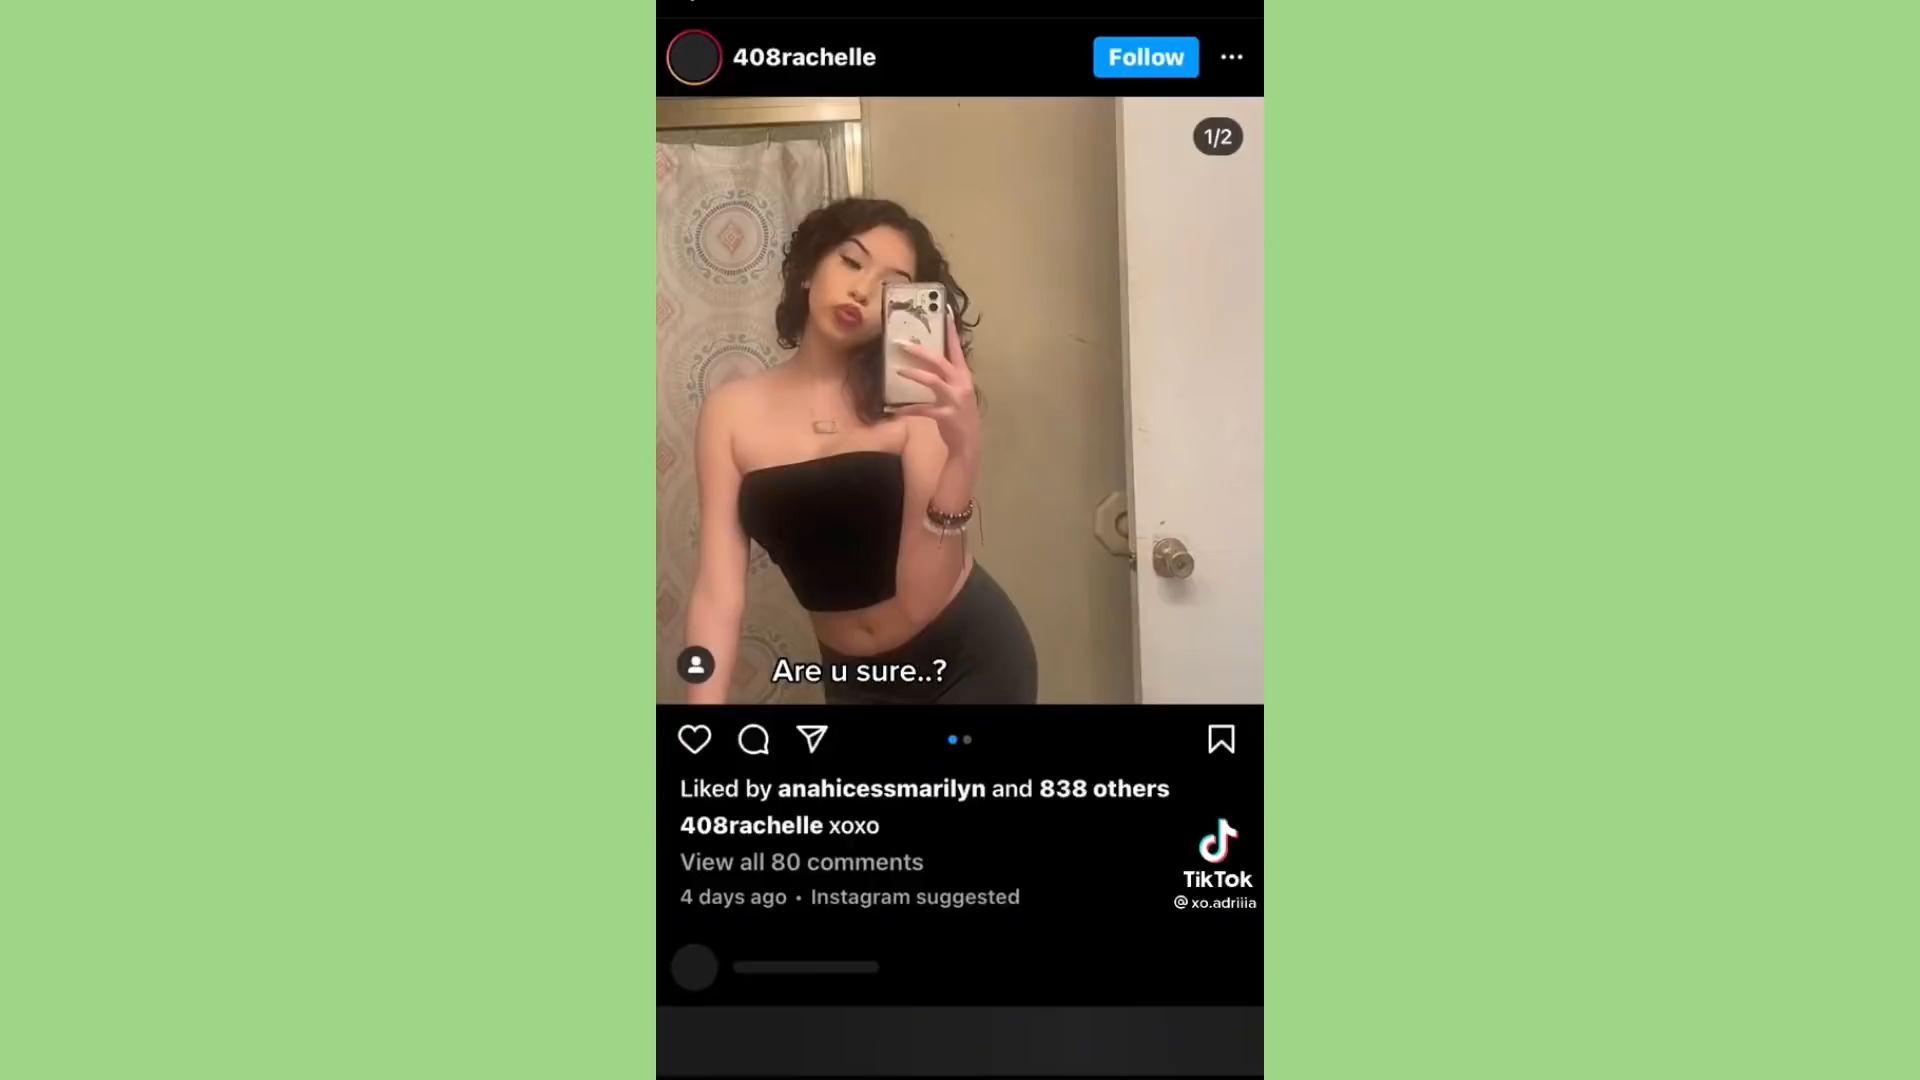 408rachelle
Follow
1/2
Are u sure..?
Liked by anahicessmarilyn and 838 others
408rachelle xoxo
View all 80 comments
4 days ago • Instagram suggested
TikTok
@ xo.adriiia